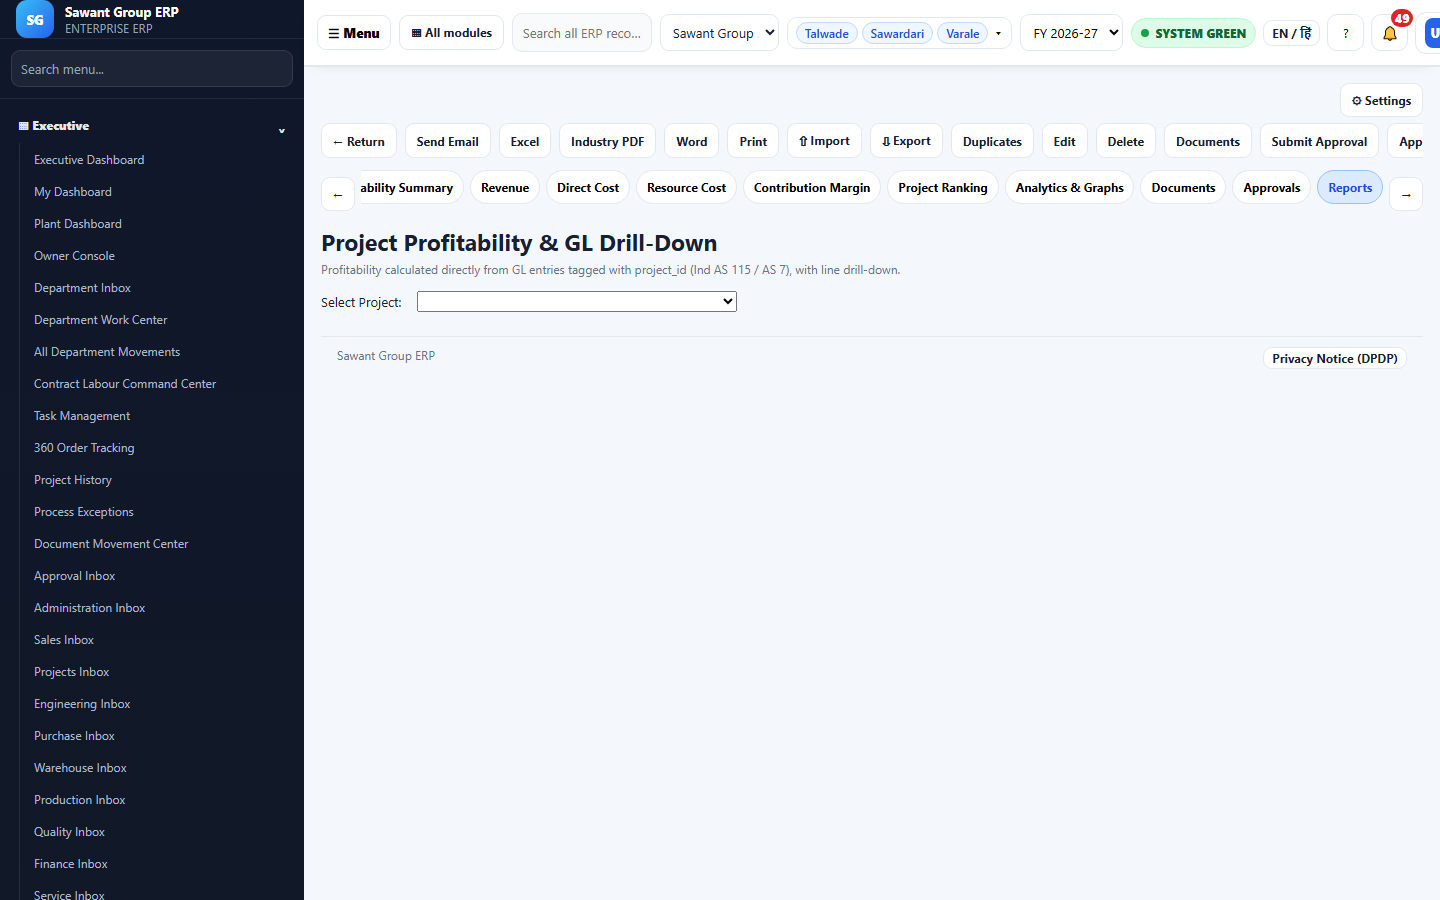 SG
Sawant Group ERP
ENTERPRISE ERP
☰ Menu
All modules
Search all ERP reco...
Sawant Group
Talwade
Sawardari
Varale
FY 2026-27
SYSTEM GREEN
EN / हिं
?
49
U
Search menu...
⚙ Settings
Executive
Executive Dashboard
My Dashboard
Plant Dashboard
Owner Console
Department Inbox
Department Work Center
All Department Movements
Contract Labour Command Center
Task Management
360 Order Tracking
Project History
Process Exceptions
Document Movement Center
Approval Inbox
Administration Inbox
Sales Inbox
Projects Inbox
Engineering Inbox
Purchase Inbox
Warehouse Inbox
Production Inbox
Quality Inbox
Finance Inbox
Service Inbox
← Return
Send Email
Excel
Industry PDF
Word
Print
⇧ Import
⇩ Export
Duplicates
Edit
Delete
Documents
Submit Approval
App
←
ability Summary
Revenue
Direct Cost
Resource Cost
Contribution Margin
Project Ranking
Analytics & Graphs
Documents
Approvals
Reports
→
Project Profitability & GL Drill-Down
Profitability calculated directly from GL entries tagged with project_id (Ind AS 115 / AS 7), with line drill-down.
Select Project:
Sawant Group ERP
Privacy Notice (DPDP)